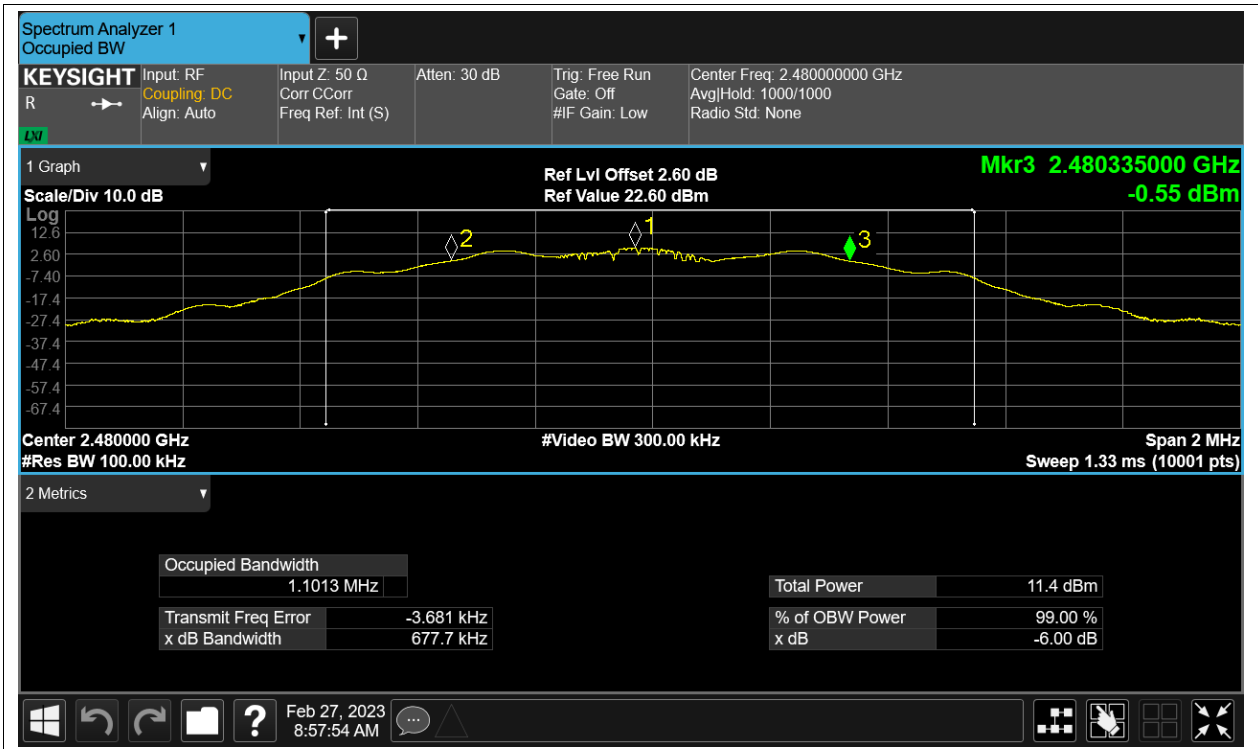 Spectrum Analyzer 1
Occupied BW
KEYSIGHT
R
LXI
Input: RF
Coupling: DC
Align: Auto
Input Z: 50 Ω
Corr CCorr
Freq Ref: Int (S)
Atten: 30 dB
Trig: Free Run
Gate: Off
#IF Gain: Low
Center Freq: 2.480000000 GHz
Avg|Hold: 1000/1000
Radio Std: None
1 Graph
Scale/Div 10.0 dB
Ref Lvl Offset 2.60 dB
Ref Value 22.60 dBm
Mkr3 2.480335000 GHz
-0.55 dBm
Log
12.6
2.60
-7.40
-17.4
-27.4
-37.4
-47.4
-57.4
-67.4
2
1
3
Center 2.480000 GHz
#Res BW 100.00 kHz
#Video BW 300.00 kHz
Span 2 MHz
Sweep 1.33 ms (10001 pts)
2 Metrics
Occupied Bandwidth
1.1013 MHz
Transmit Freq Error -3.681 kHz
x dB Bandwidth 677.7 kHz
Total Power 11.4 dBm
% of OBW Power 99.00 %
x dB -6.00 dB
?
Feb 27, 2023
8:57:54 AM